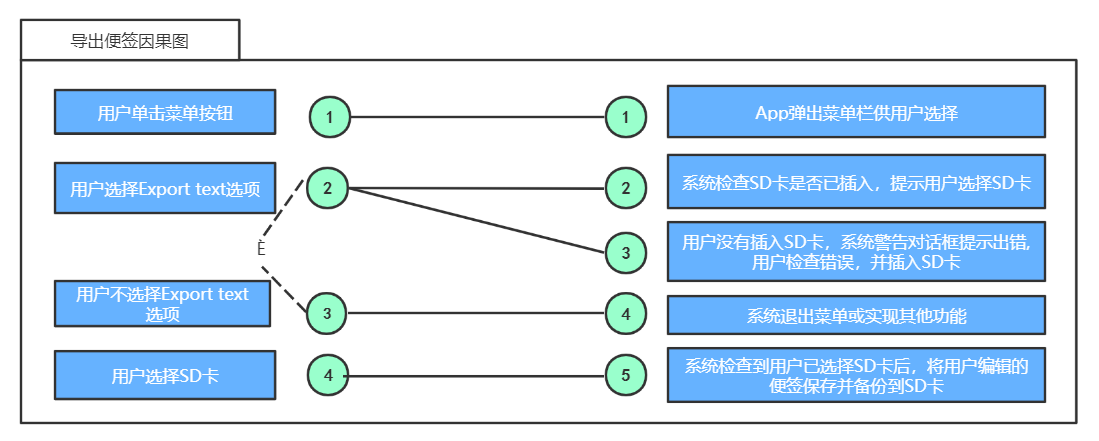 导出便签因果图
用户单击菜单按钮
1
1
App弹出菜单栏供用户选择
用户选择Export text选项
2
2
系统检查SD卡是否已插入，提示用户选择SD卡
3
用户没有插入SD卡，系统警告对话框提示出错,
用户检查错误，并插入SD卡
用户不选择Export text
选项
3
4
系统退出菜单或实现其他功能
用户选择SD卡
4
5
系统检查到用户已选择SD卡后，将用户编辑的
便签保存并备份到SD卡